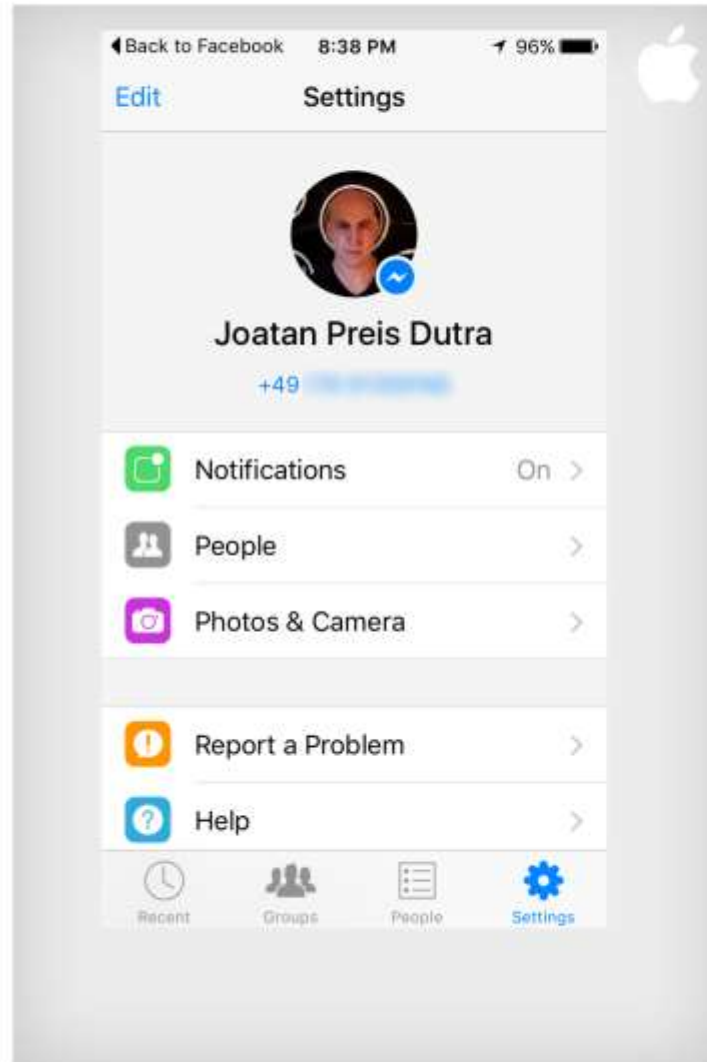 Back to Facebook 8:38 PM 96%
Edit Settings
Joatan Preis Dutra
+49
Notifications On
People
Photos & Camera
Report a Problem
Help
Recent Groups People Settings